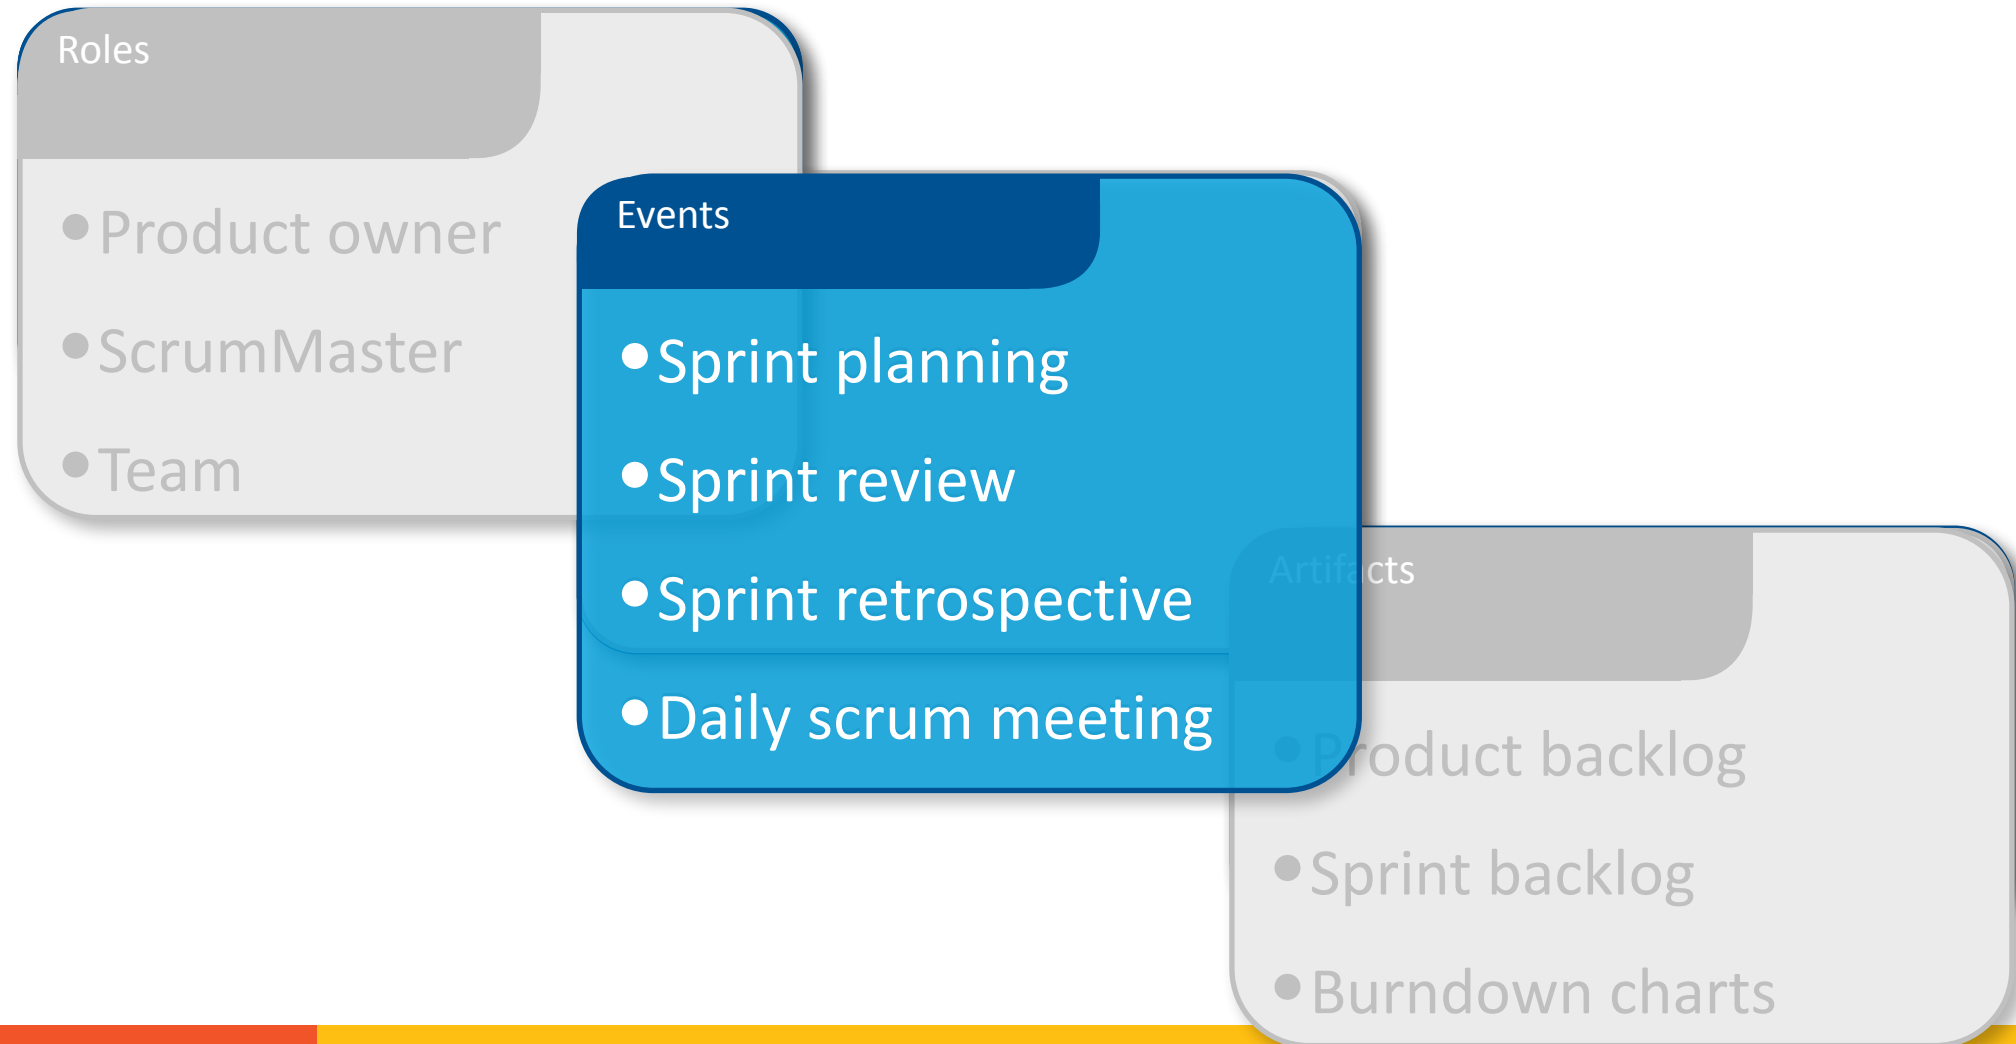 Roles
• Product owner
• ScrumMaster
• Team
Events
• Sprint planning
• Sprint review
• Sprint retrospective
• Daily scrum meeting
Artifacts
• Product backlog
• Sprint backlog
• Burndown charts